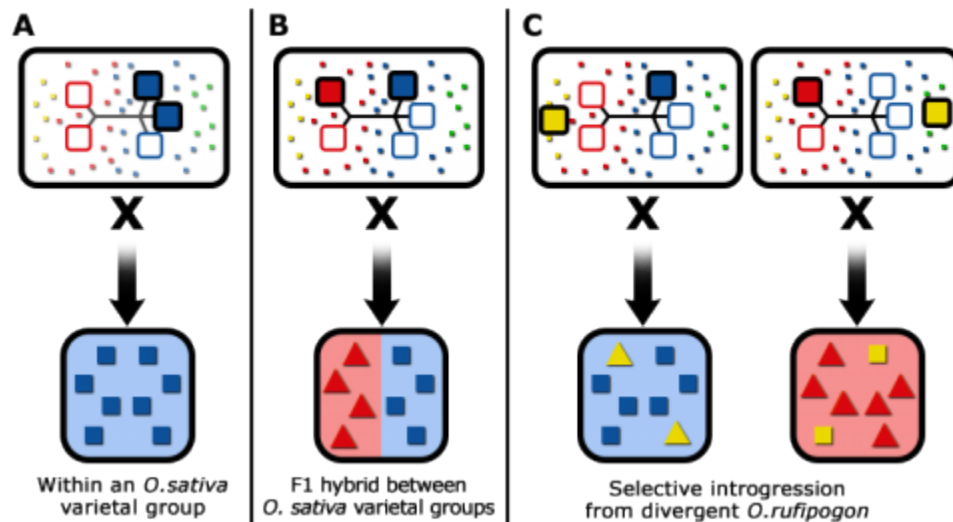 A
B
C
X
X
X
X
Within an O.sativa
varietal group
F1 hybrid between
O. sativa varietal groups
Selective introgression
from divergent O.rufipogon